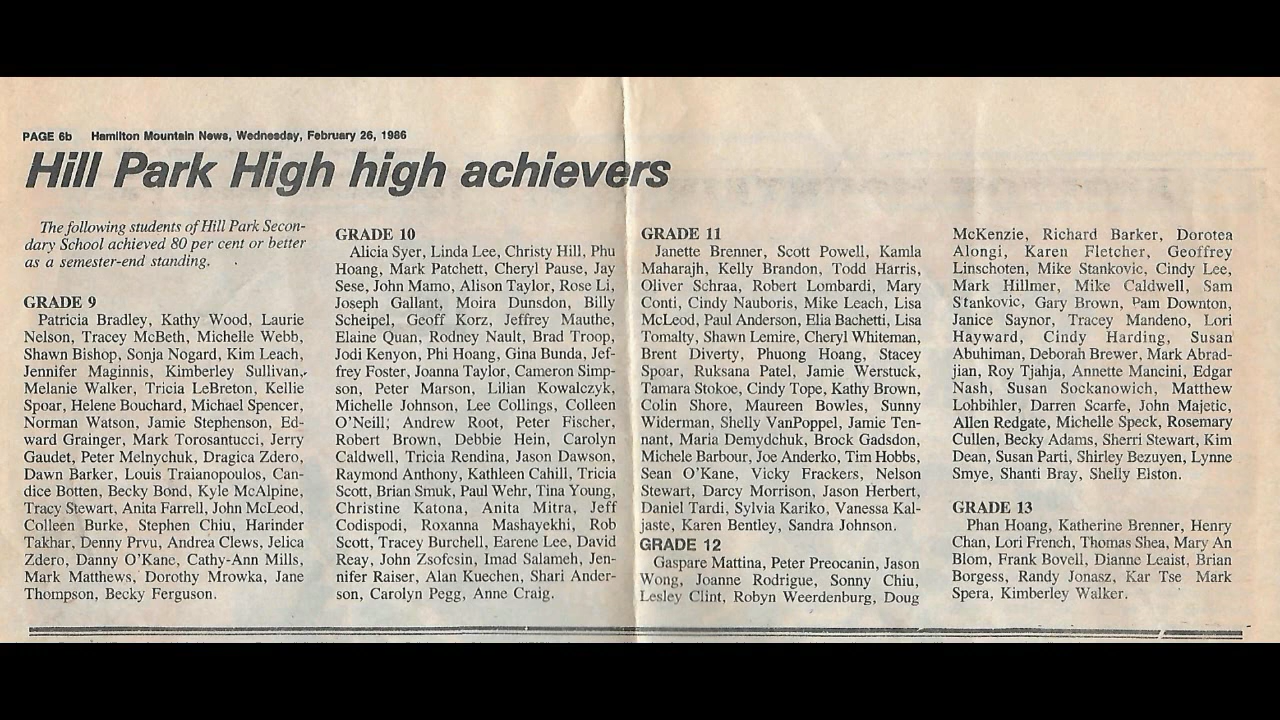 PAGE 6b Hamilton Mountain News, Wednesday, February 26, 1986
Hill Park High high achievers
The following students of Hill Park Secon-
dary School achieved 80 per cent or better
as a semester-end standing.
GRADE 9
Patricia Bradley, Kathy Wood, Laurie
Nelson, Tracey McBeth, Michelle Webb,
Shawn Bishop, Sonja Nogard, Kim Leach,
Jennifer Maginnis, Kimberley Sullivan,
Melanie Walker, Tricia LeBreton, Kellie
Spoar, Helene Bouchard, Michael Spencer,
Norman Watson, Jamie Stephenson, Ed-
ward Grainger, Mark Torosantucci, Jerry
Gaudet, Peter Melnychuk, Dragica Zdero,
Dawn Barker, Louis Traianopoulos, Can-
dice Botten, Becky Bond, Kyle McAlpine,
Tracy Stewart, Anita Farrell, John McLeod,
Colleen Burke, Stephen Chiu, Harinder
Takhar, Denny Prvu, Andrea Clews, Jelica
Zdero, Danny O'Kane, Cathy-Ann Mills,
Mark Matthews, Dorothy Mrowka, Jane
Thompson, Becky Ferguson.
GRADE 10
Alicia Syer, Linda Lee, Christy Hill, Phu
Hoang, Mark Patchett, Cheryl Pause, Jay
Sese, John Mamo, Alison Taylor, Rose Li,
Joseph Gallant, Moira Dunsdon, Billy
Scheipel, Geoff Korz, Jeffrey Mauthe,
Elaine Quan, Rodney Nault, Brad Troop,
Jodi Kenyon, Phi Hoang, Gina Bunda, Jef-
frey Foster, Joanna Taylor, Cameron Simp-
son, Peter Marson, Lilian Kowalczyk,
Michelle Johnson, Lee Collings, Colleen
O'Neill; Andrew Root, Peter Fischer,
Robert Brown, Debbie Hein, Carolyn
Caldwell, Tricia Rendina, Jason Dawson,
Raymond Anthony, Kathleen Cahill, Tricia
Scott, Brian Smuk, Paul Wehr, Tina Young,
Christine Katona, Anita Mitra, Jeff
Codispodi, Roxanna Mashayekhi, Rob
Scott, Tracey Burchell, Earene Lee, David
Reay, John Zsofcsin, Imad Salameh, Jen-
nifer Raiser, Alan Kuechen, Shari Ander-
son, Carolyn Pegg, Anne Craig.
GRADE 11
Janette Brenner, Scott Powell, Kamla
Maharajh, Kelly Brandon, Todd Harris,
Oliver Schraa, Robert Lombardi, Mary
Conti, Cindy Nauboris, Mike Leach, Lisa
McLeod, Paul Anderson, Elia Bachetti, Lisa
Tomalty, Shawn Lemire, Cheryl Whiteman,
Brent Diverty, Phuong Hoang, Stacey
Spoar, Ruksana Patel, Jamie Werstuck,
Tamara Stokoe, Cindy Tope, Kathy Brown,
Colin Shore, Maureen Bowles, Sunny
Widerman, Shelly VanPoppel, Jamie Ten-
nant, Maria Demydchuk, Brock Gadsdon,
Michele Barbour, Joe Anderko, Tim Hobbs,
Sean O'Kane, Vicky Frackers, Nelson
Stewart, Darcy Morrison, Jason Herbert,
Daniel Tardi, Sylvia Kariko, Vanessa Kal-
jaste, Karen Bentley, Sandra Johnson.
GRADE 12
Gaspare Mattina, Peter Preocanin, Jason
Wong, Joanne Rodrigue, Sonny Chiu,
Lesley Clint, Robyn Weerdenburg, Doug
McKenzie, Richard Barker, Dorotea
Alongi, Karen Fletcher, Geoffrey
Linschoten, Mike Stankovic, Cindy Lee,
Mark Hillmer, Mike Caldwell, Sam
Stankovic, Gary Brown, Pam Downton,
Janice Saynor, Tracey Mandeno, Lori
Hayward, Cindy Harding, Susan
Abuhiman, Deborah Brewer, Mark Abrad-
jian, Roy Tjahja, Annette Mancini, Edgar
Nash, Susan Sockanowich, Matthew
Lohbihler, Darren Scarfe, John Majetic,
Allen Redgate, Michelle Speck, Rosemary
Cullen, Becky Adams, Sherri Stewart, Kim
Dean, Susan Parti, Shirley Bezuyen, Lynne
Smye, Shanti Bray, Shelly Elston.
GRADE 13
Phan Hoang, Katherine Brenner, Henry
Chan, Lori French, Thomas Shea, Mary An
Blom, Frank Bovell, Dianne Leaist, Brian
Borgess, Randy Jonasz, Kar Tse Mark
Spera, Kimberley Walker.